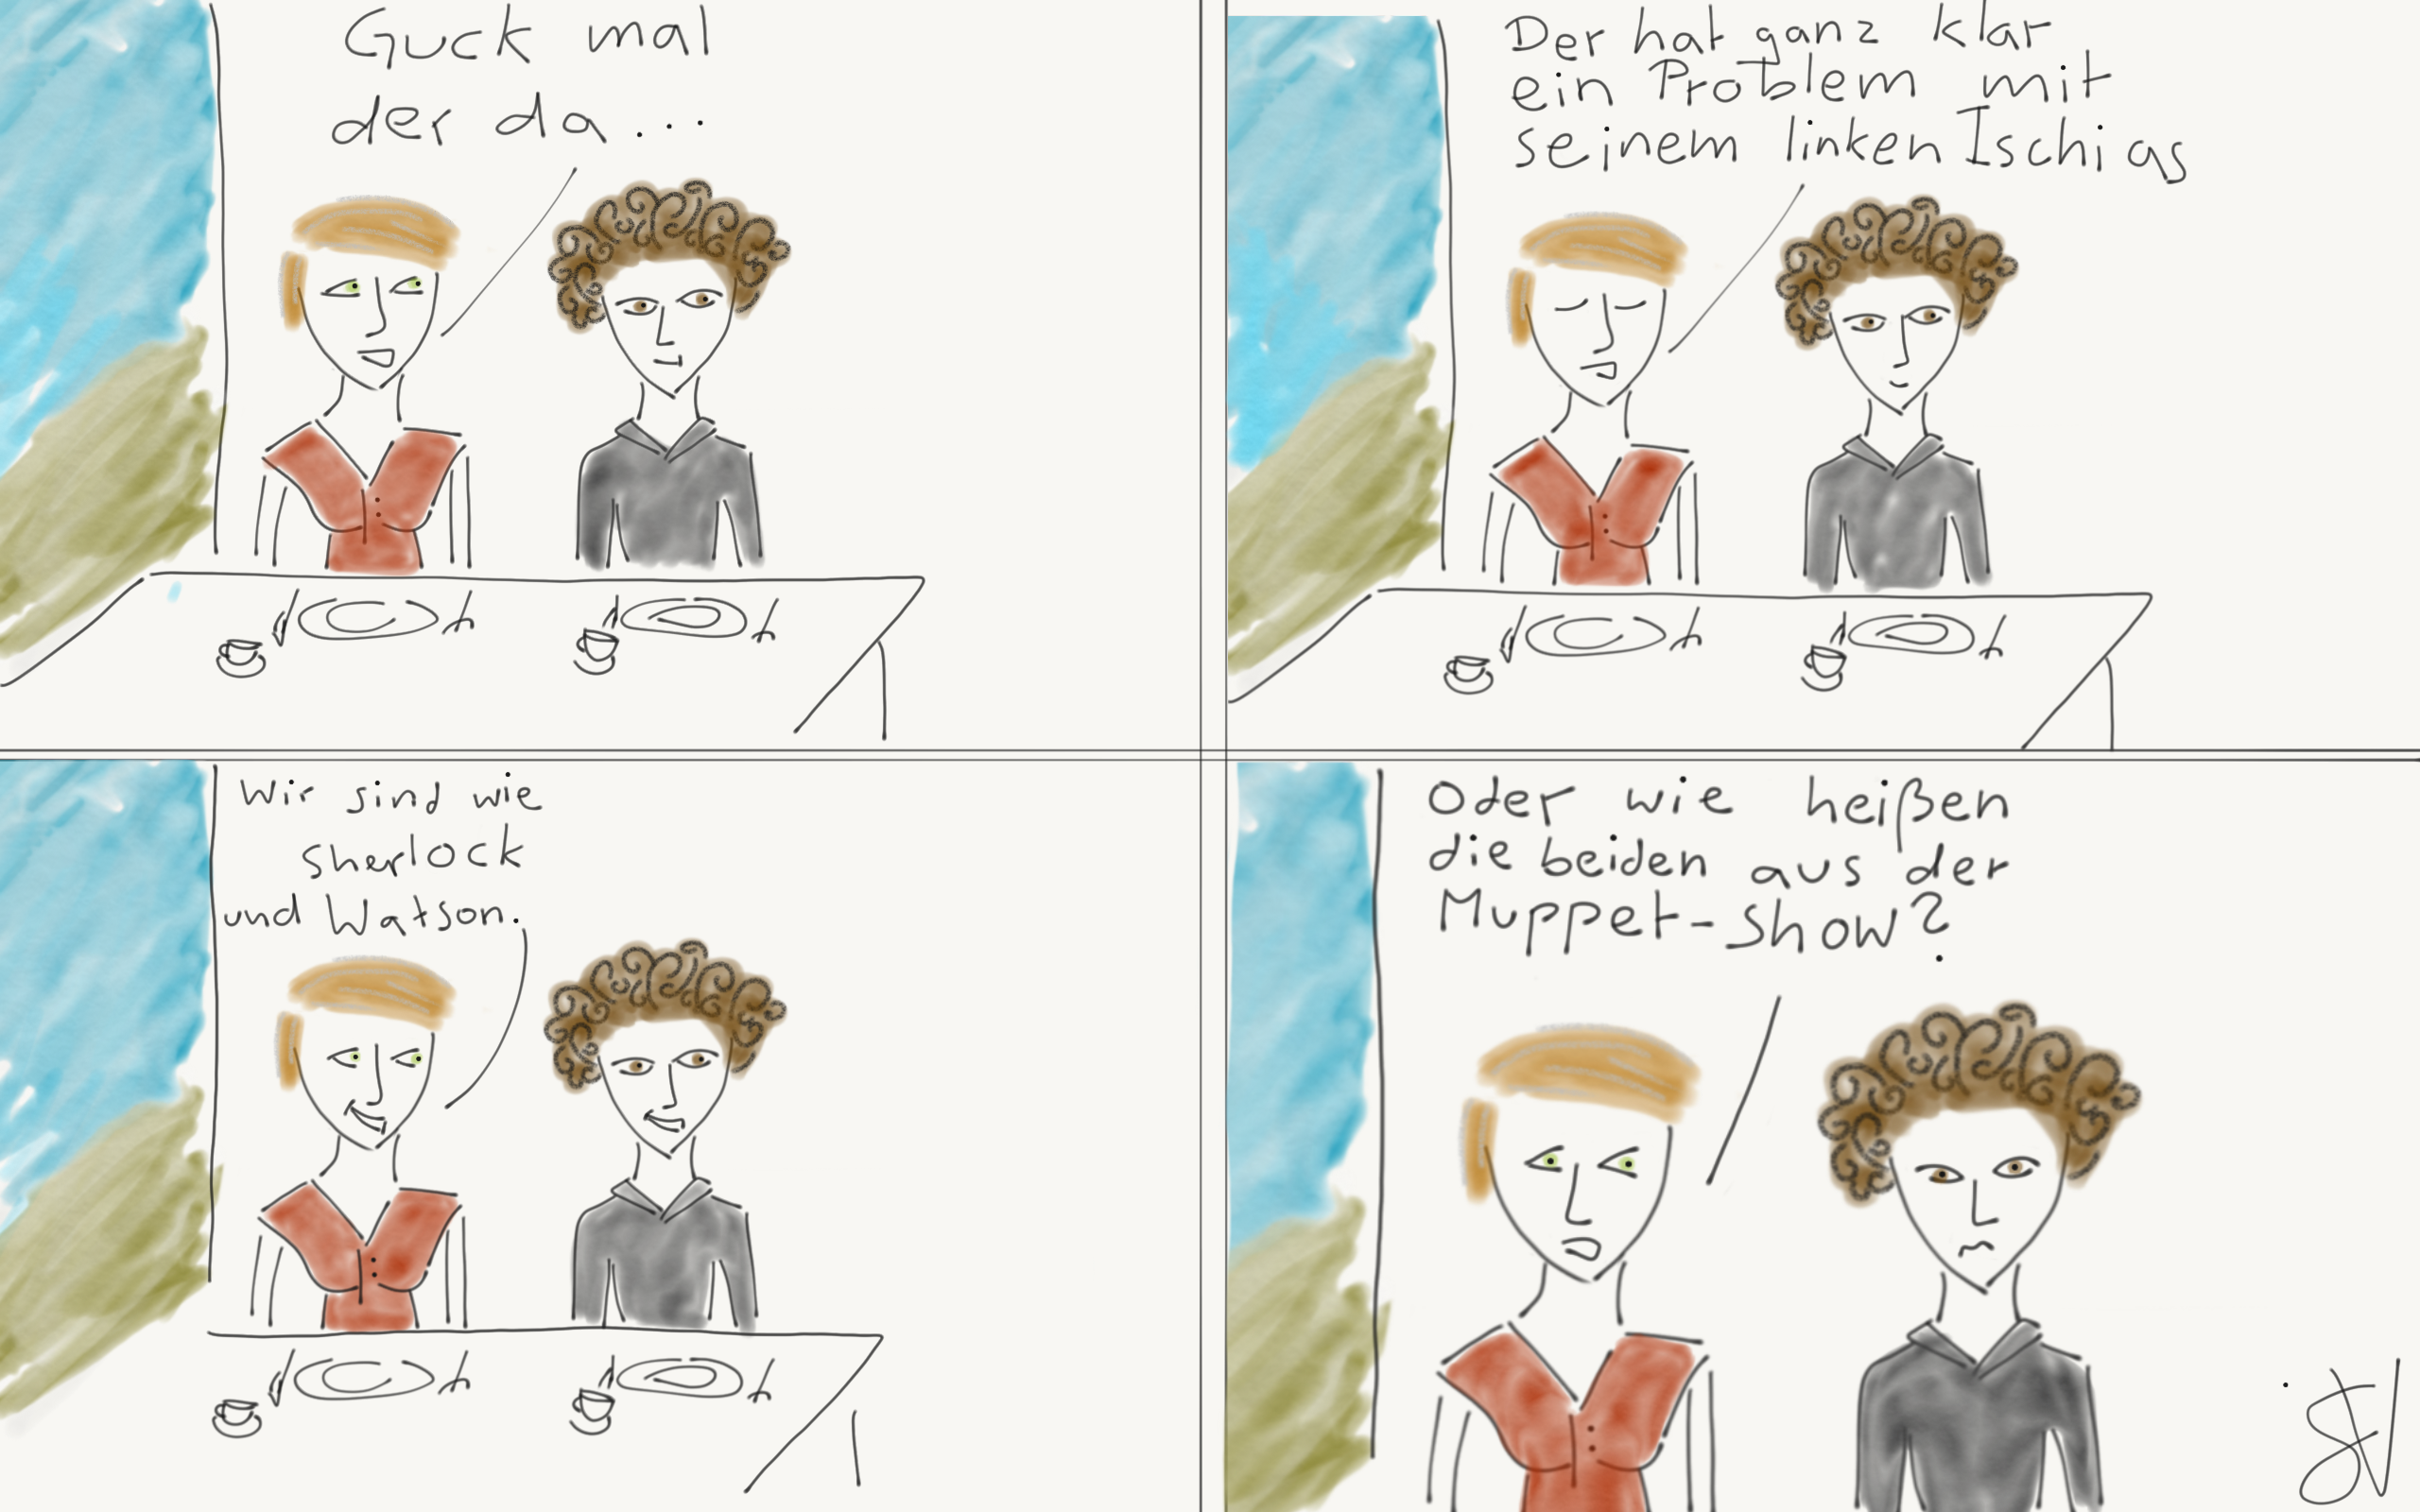 Guck mal
der da...
Der hat ganz klar
ein Problem mit
seinem linken Ischias
Wir sind wie
Sherlock
und Watson.
Oder wie heißen
die beiden aus der
Muppet-Show?